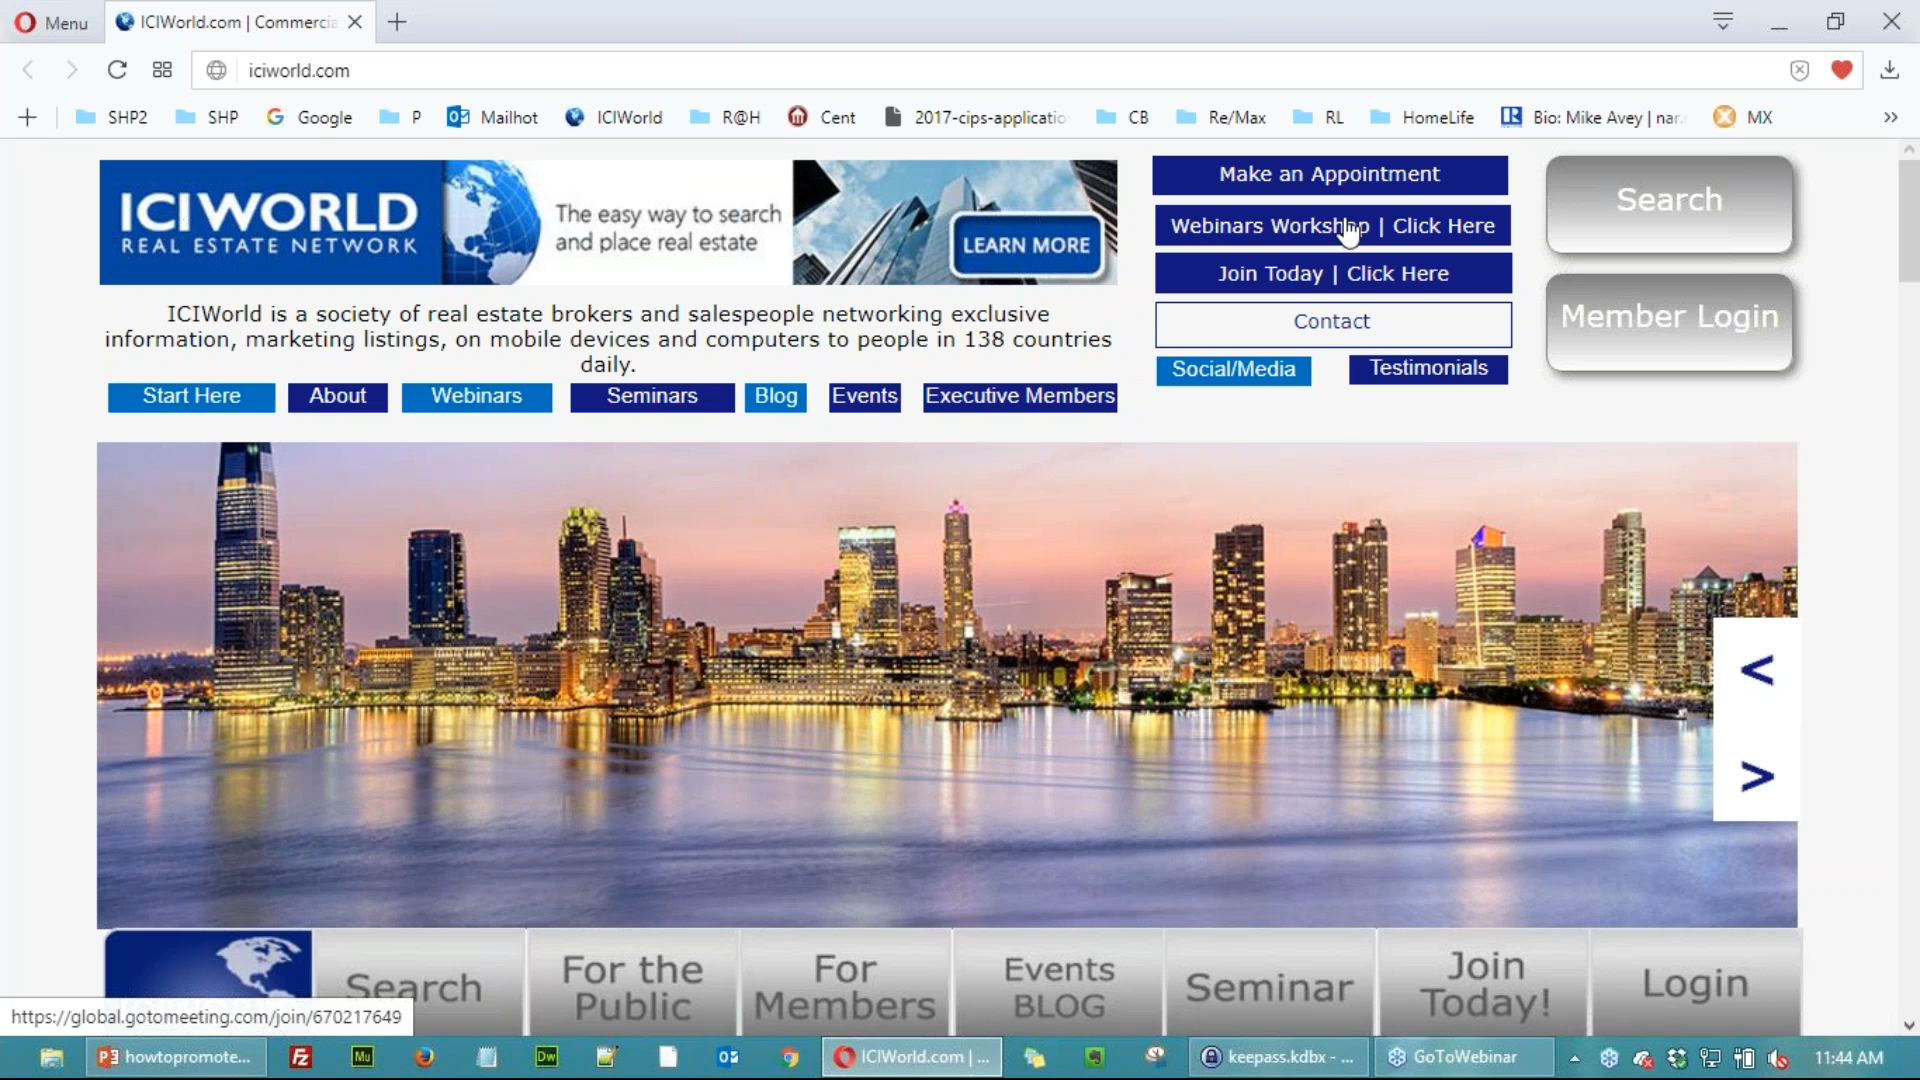 Menu
ICIWorld.com | Commercia
iciworld.com
SHP2 SHP Google P Mailhot ICIWorld R@H Cent 2017-cips-applicatio CB Re/Max RL HomeLife Bio: Mike Avey | nar. MX
ICIWORLD
REAL ESTATE NETWORK
The easy way to search
and place real estate
LEARN MORE
Make an Appointment
Webinars Workshop | Click Here
Join Today | Click Here
Contact
Social/Media Testimonials
Search
Member Login
ICIWorld is a society of real estate brokers and salespeople networking exclusive
information, marketing listings, on mobile devices and computers to people in 138 countries
daily.
Start Here About Webinars Seminars Blog Events Executive Members
<
>
Search
For the
Public
For
Members
Events
BLOG
Seminar
Join
Today!
Login
https://global.gotomeeting.com/join/670217649
howtopromote... ICIWorld.com | ... keepass.kdbx - ... GoToWebinar 11:44 AM